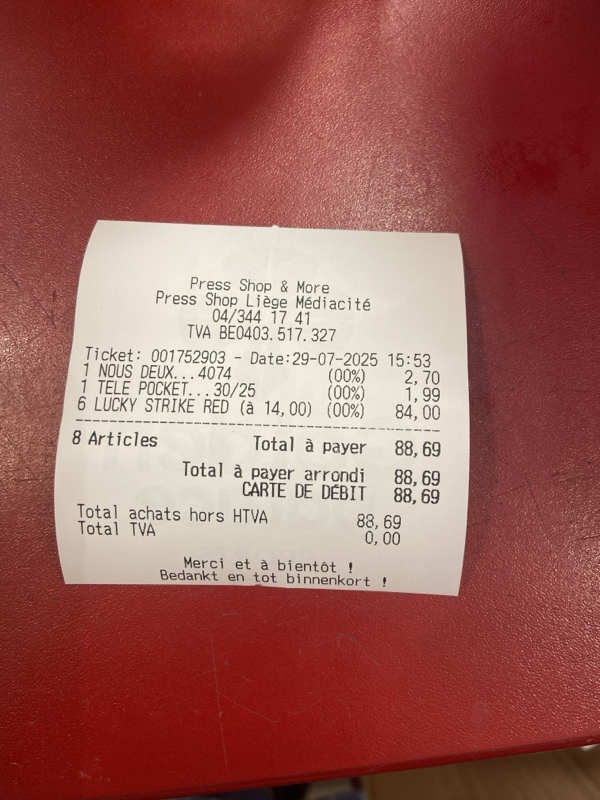 Press Shop & More
Press Shop Liège Médiacité
04/344 17 41
TVA BE0403.517.327
Ticket: 001752903 - Date:29-07-2025 15:53
1 NOUS DEUX...4074 (00%) 2,70
1 TELE POCKET...30/25 (00%) 1,99
6 LUCKY STRIKE RED (à 14,00) (00%) 84,00
8 Articles Total à payer 88,69
Total à payer arrondi 88,69
CARTE DE DÉBIT 88,69
Total achats hors HTVA 88,69
Total TVA 0,00
Merci et à bientôt !
Bedankt en tot binnenkort !